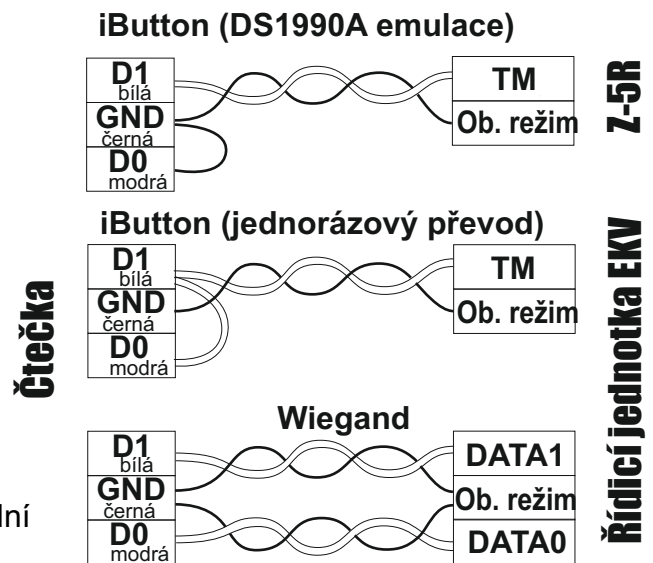 iButton (DS1990A emulace)
D1
bílá
GND
černá
D0
modrá
TM
Ob. režim
Z-5R
iButton (jednorázový převod)
D1
bílá
GND
černá
D0
modrá
TM
Ob. režim
Čtečka
Řídicí jednotka EKV
Wiegand
D1
bílá
GND
černá
D0
modrá
DATA1
Ob. režim
DATA0
lní